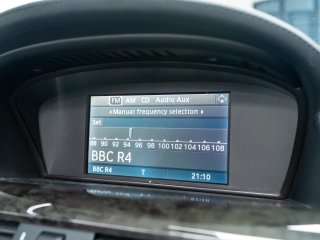 FM AM CD Audio Aux
Manual frequency selection
Set
88 90 92 94 96 98 100 102 104 106 108
BBC R4
BBC R4 T 21:10